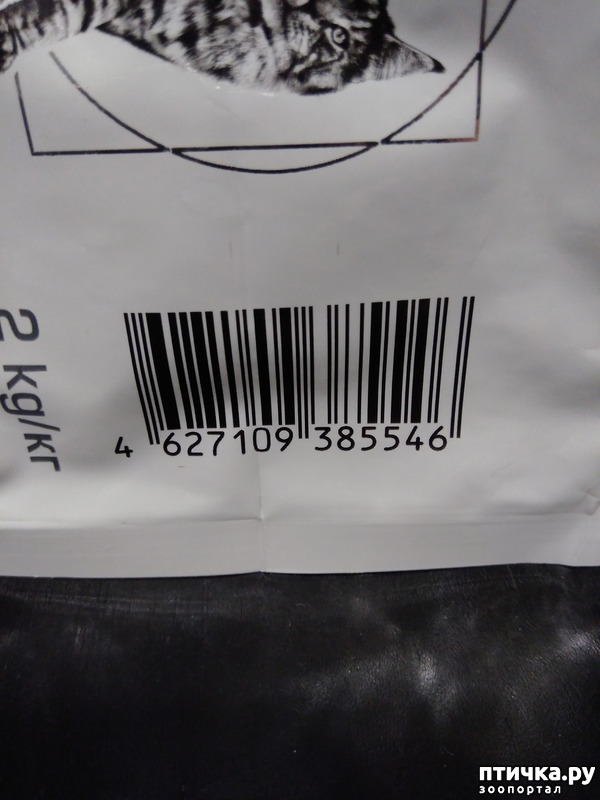 2 kg/кг
4 627109 385546
птичка.ру
зоопортал